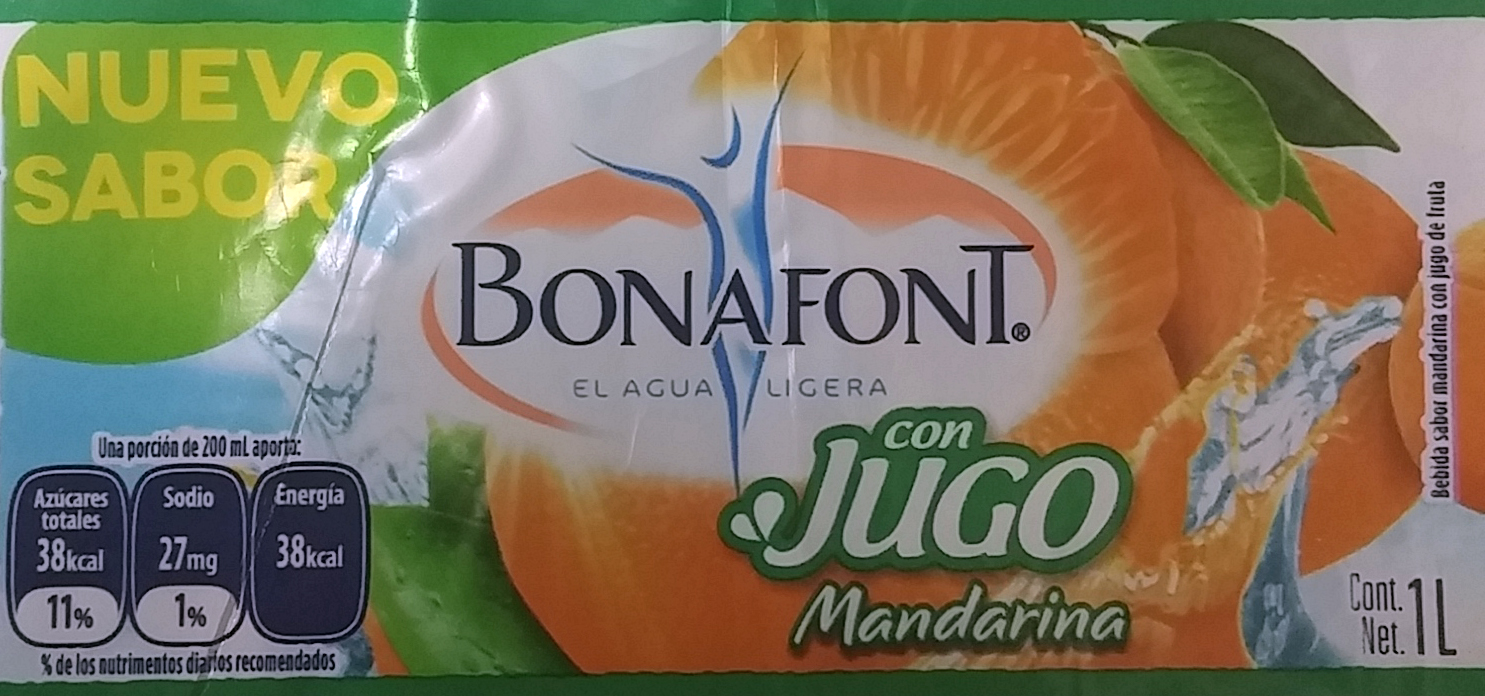 NUEVO
SABOR
BONAFONT®
EL AGUA LIGERA
con
JUGO
Mandarina
Una porción de 200 mL aporta:
Azúcares
totales
38kcal
11%
Sodio
27mg
1%
Energía
38kcal
% de los nutrimentos diarios recomendados
Bebida sabor mandarina con jugo de fruta
Cont.
Net. 1L